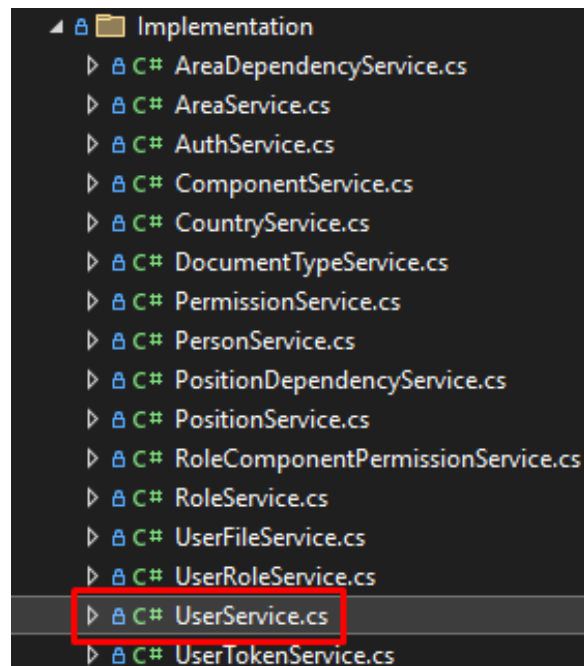 Implementation
C# AreaDependencyService.cs
C# AreaService.cs
C# AuthService.cs
C# ComponentService.cs
C# CountryService.cs
C# DocumentTypeService.cs
C# PermissionService.cs
C# PersonService.cs
C# PositionDependencyService.cs
C# PositionService.cs
C# RoleComponentPermissionService.cs
C# RoleService.cs
C# UserFileService.cs
C# UserRoleService.cs
C# UserService.cs
C# UserTokenService.cs